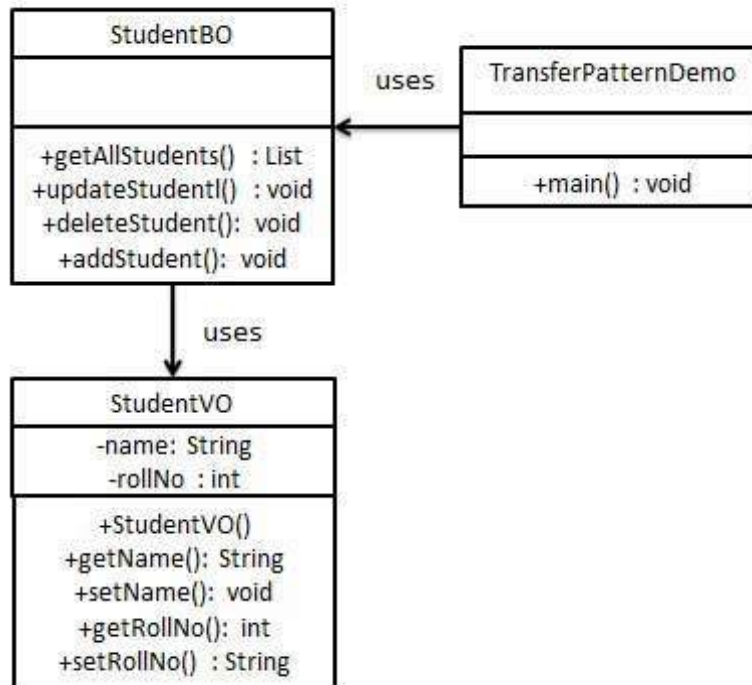 StudentBO
+getAllStudents() : List
+updateStudentl() : void
+deleteStudent(): void
+addStudent(): void
uses
TransferPatternDemo
+main() : void
uses
StudentVO
-name: String
-rollNo : int
+StudentVO()
+getName(): String
+setName(): void
+getRollNo(): int
+setRollNo() : String